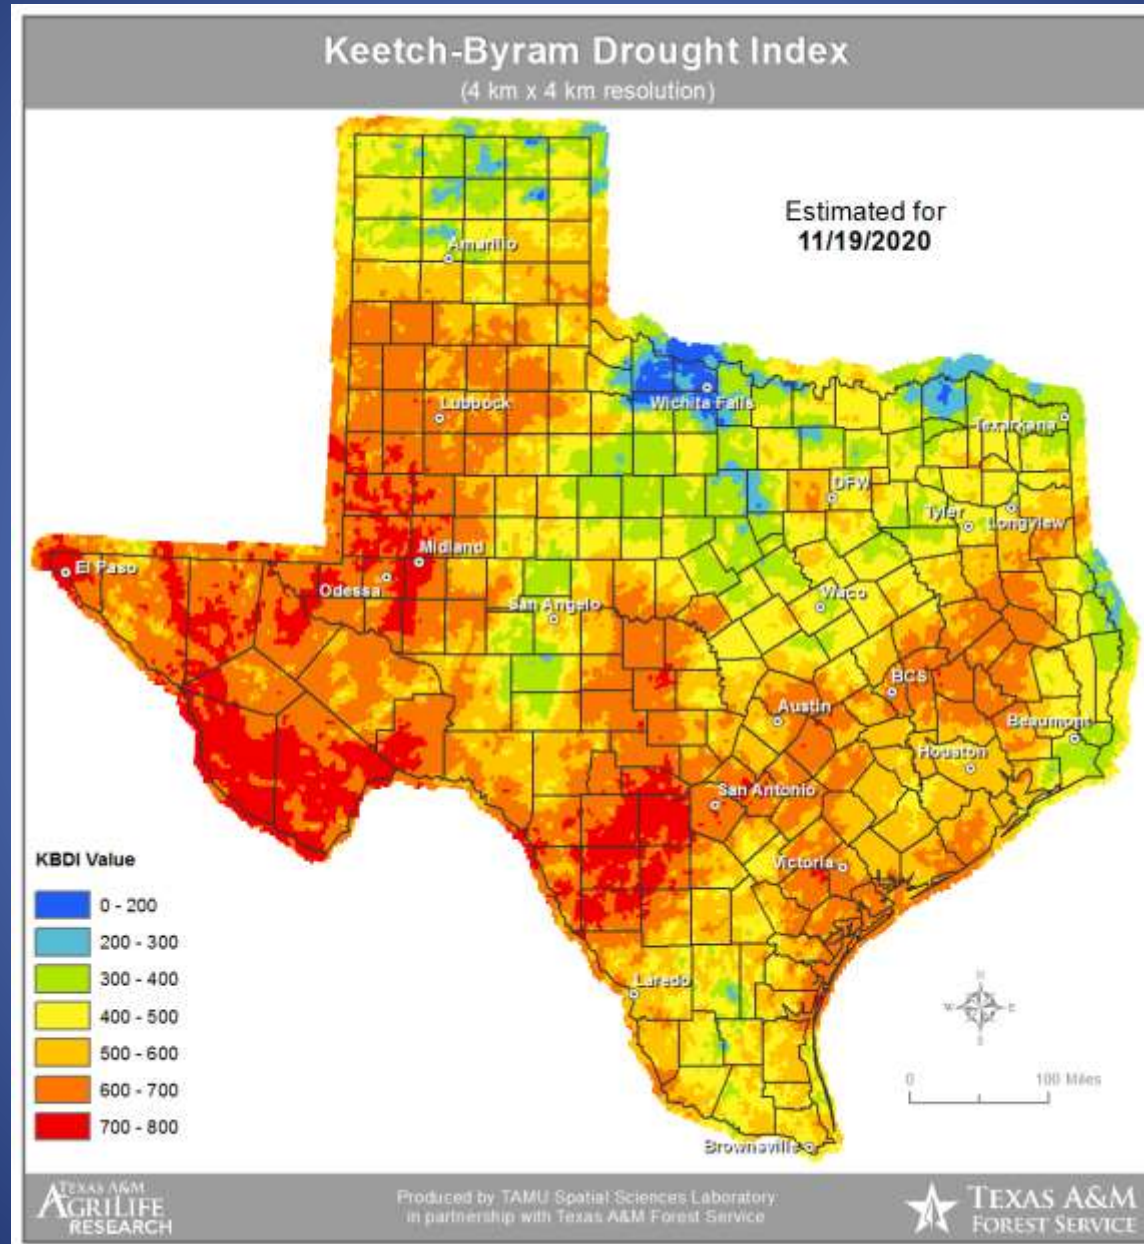 Keetch-Byram Drought Index
(4 km x 4 km resolution)
Estimated for
11/19/2020
Amarillo
Wichita Falls
Lubbock
Texarkana
DFW
Tyler
Longview
Midland
El Paso
Odessa
San Angelo
Waco
BCS
Austin
Beaumont
Houston
San Antonio
Victoria
KBDI Value
0 - 200
200 - 300
300 - 400
400 - 500
500 - 600
600 - 700
700 - 800
Laredo
N
W E
S
0 100 Miles
Brownsville
TEXAS A&M
AGRILIFE
RESEARCH
Produced by TAMU Spatial Sciences Laboratory
in partnership with Texas A&M Forest Service
TEXAS A&M
FOREST SERVICE